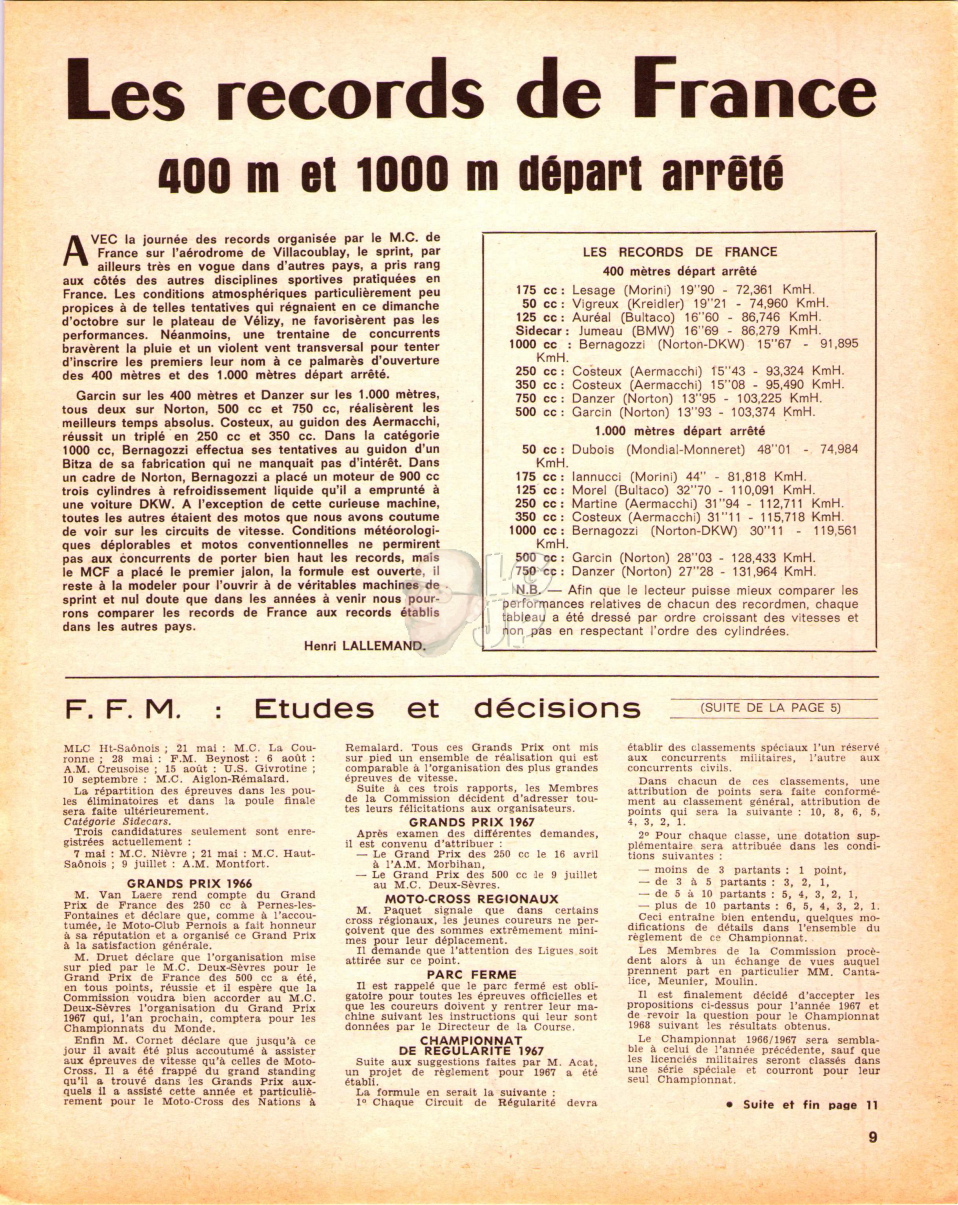 Les records de France
400 m et 1000 m départ arrêté
AVEC la journée des records organisée par le M.C. de
France sur l'aérodrome de Villacoublay, le sprint, par
ailleurs très en vogue dans d'autres pays, a pris rang
aux côtés des autres disciplines sportives pratiquées en
France. Les conditions atmosphériques particulièrement peu
propices à de telles tentatives qui régnaient en ce dimanche
d'octobre sur le plateau de Vélizy, ne favorisèrent pas les
performances. Néanmoins, une trentaine de concurrents
bravèrent la pluie et un violent vent transversal pour tenter
d'inscrire les premiers leur nom à ce palmarès d'ouverture
des 400 mètres et des 1.000 mètres départ arrêté.
Garcin sur les 400 mètres et Danzer sur les 1.000 mètres,
tous deux sur Norton, 500 cc et 750 cc, réalisèrent les
meilleurs temps absolus. Costeux, au guidon des Aermacchi,
réussit un triplé en 250 cc et 350 cc. Dans la catégorie
1000 cc, Bernagozzi effectua ses tentatives au guidon d'un
Bitza de sa fabrication qui ne manquait pas d'intérêt. Dans
un cadre de Norton, Bernagozzi a placé un moteur de 900 cc
trois cylindres à refroidissement liquide qu'il a emprunté à
une voiture DKW. A l'exception de cette curieuse machine,
toutes les autres étaient des motos que nous avons coutume
de voir sur les circuits de vitesse. Conditions météorologi-
ques déplorables et motos conventionnelles ne permirent
pas aux concurrents de porter bien haut les records, mais
le MCF a placé le premier jalon, la formule est ouverte, il
reste à la modeler pour l'ouvrir à de véritables machines de
sprint et nul doute que dans les années à venir nous pour-
rons comparer les records de France aux records établis
dans les autres pays.
Henri LALLEMAND.
LES RECORDS DE FRANCE
400 mètres départ arrêté
175 cc : Lesage (Morini) 19"90 - 72,361 KmH.
50 cc : Vigreux (Kreidler) 19"21 - 74,960 KmH.
125 cc : Auréal (Bultaco) 16"60 - 86,746 KmH.
Sidecar : Jumeau (BMW) 16"69 - 86,279 KmH.
1000 cc : Bernagozzi (Norton-DKW) 15"67 - 91,895
KmH.
250 cc : Costeux (Aermacchi) 15"43 - 93,324 KmH.
350 cc : Costeux (Aermacchi) 15"08 - 95,490 KmH.
750 cc : Danzer (Norton) 13"95 - 103,225 KmH.
500 cc : Garcin (Norton) 13"93 - 103,374 KmH.
1.000 mètres départ arrêté
50 cc : Dubois (Mondial-Monneret) 48"01 - 74,984
KmH.
175 cc : Iannucci (Morini) 44" - 81,818 KmH.
125 cc : Morel (Bultaco) 32"70 - 110,091 KmH.
250 cc : Martine (Aermacchi) 31"94 - 112,711 KmH.
350 cc : Costeux (Aermacchi) 31"11 - 115,718 KmH.
1000 cc : Bernagozzi (Norton-DKW) 30"11 - 119,561
KmH.
500 cc : Garcin (Norton) 28"03 - 128,433 KmH.
750 cc : Danzer (Norton) 27"28 - 131,964 KmH.
N.B. — Afin que le lecteur puisse mieux comparer les
performances relatives de chacun des recordmen, chaque
tableau a été dressé par ordre croissant des vitesses et
non pas en respectant l'ordre des cylindrées.
F. F. M. : Etudes et décisions
(SUITE DE LA PAGE 5)
MLC Ht-Saônois ; 21 mai : M.C. La Cou-
ronne ; 28 mai : F.M. Beynost : 6 août :
A.M. Creusoise ; 15 août : U.S. Givrotine ;
10 septembre : M.C. Aiglon-Rémalard.
La répartition des épreuves dans les pou-
les éliminatoires et dans la poule finale
sera faite ultérieurement.
Catégorie Sidecars.
Trois candidatures seulement sont enre-
gistrées actuellement :
7 mai : M.C. Nièvre ; 21 mai : M.C. Haut-
Saônois ; 9 juillet : A.M. Montfort.
GRANDS PRIX 1966
M. Van Laere rend compte du Grand
Prix de France des 250 cc à Pernes-les-
Fontaines et déclare que, comme à l'accou-
tumée, le Moto-Club Pernois a fait honneur
à sa réputation et a organisé ce Grand Prix
à la satisfaction générale.
M. Druet déclare que l'organisation mise
sur pied par le M.C. Deux-Sèvres pour le
Grand Prix de France des 500 cc a été,
en tous points, réussie et il espère que la
Commission voudra bien accorder au M.C.
Deux-Sèvres l'organisation du Grand Prix
1967 qui, l'an prochain, comptera pour les
Championnats du Monde.
Enfin M. Cornet déclare que jusqu'à ce
jour il avait été plus accoutumé à assister
aux épreuves de vitesse qu'à celles de Moto-
Cross. Il a été frappé du grand standing
qu'il a trouvé dans les Grands Prix aux-
quels il a assisté cette année et particuliè-
rement pour le Moto-Cross des Nations à
Remalard. Tous ces Grands Prix ont mis
sur pied un ensemble de réalisation qui est
comparable à l'organisation des plus grandes
épreuves de vitesse.
Suite à ces trois rapports, les Membres
de la Commission décident d'adresser tou-
tes leurs félicitations aux organisateurs.
GRANDS PRIX 1967
Après examen des différentes demandes,
il est convenu d'attribuer :
— Le Grand Prix des 250 cc le 16 avril
à l'A.M. Morbihan,
— Le Grand Prix des 500 cc le 9 juillet
au M.C. Deux-Sèvres.
MOTO-CROSS REGIONAUX
M. Paquet signale que dans certains
cross régionaux, les jeunes coureurs ne per-
çoivent que des sommes extrêmement mini-
mes pour leur déplacement.
Il demande que l'attention des Ligues soit
attirée sur ce point.
PARC FERME
Il est rappelé que le parc fermé est obli-
gatoire pour toutes les épreuves officielles et
que les coureurs doivent y rentrer leur ma-
chine suivant les instructions qui leur sont
données par le Directeur de la Course.
CHAMPIONNAT
DE REGULARITE 1967
Suite aux suggestions faites par M. Acat,
un projet de règlement pour 1967 a été
établi.
La formule en serait la suivante :
1° Chaque Circuit de Régularité devra
établir des classements spéciaux l'un réservé
aux concurrents militaires, l'autre aux
concurrents civils.
Dans chacun de ces classements, une
attribution de points sera faite conformé-
ment au classement général, attribution de
points qui sera la suivante : 10, 8, 6, 5,
4, 3, 2, 1.
2° Pour chaque classe, une dotation sup-
plémentaire sera attribuée dans les condi-
tions suivantes :
— moins de 3 partants : 1 point,
— de 3 à 5 partants : 3, 2, 1,
— de 5 à 10 partants : 5, 4, 3, 2, 1,
— plus de 10 partants : 6, 5, 4, 3, 2, 1.
Ceci entraîne bien entendu, quelques mo-
difications de détails dans l'ensemble du
règlement de ce Championnat.
Les Membres de la Commission procè-
dent alors à un échange de vues auquel
prennent part en particulier MM. Canta-
lice, Meunier, Moulin.
Il est finalement décidé d'accepter les
propositions ci-dessus pour l'année 1967 et
de revoir la question pour le Championnat
1968 suivant les résultats obtenus.
Le Championnat 1966/1967 sera sembla-
ble à celui de l'année précédente, sauf que
les licenciés militaires seront classés dans
une série spéciale et courront pour leur
seul Championnat.
• Suite et fin page 11
9